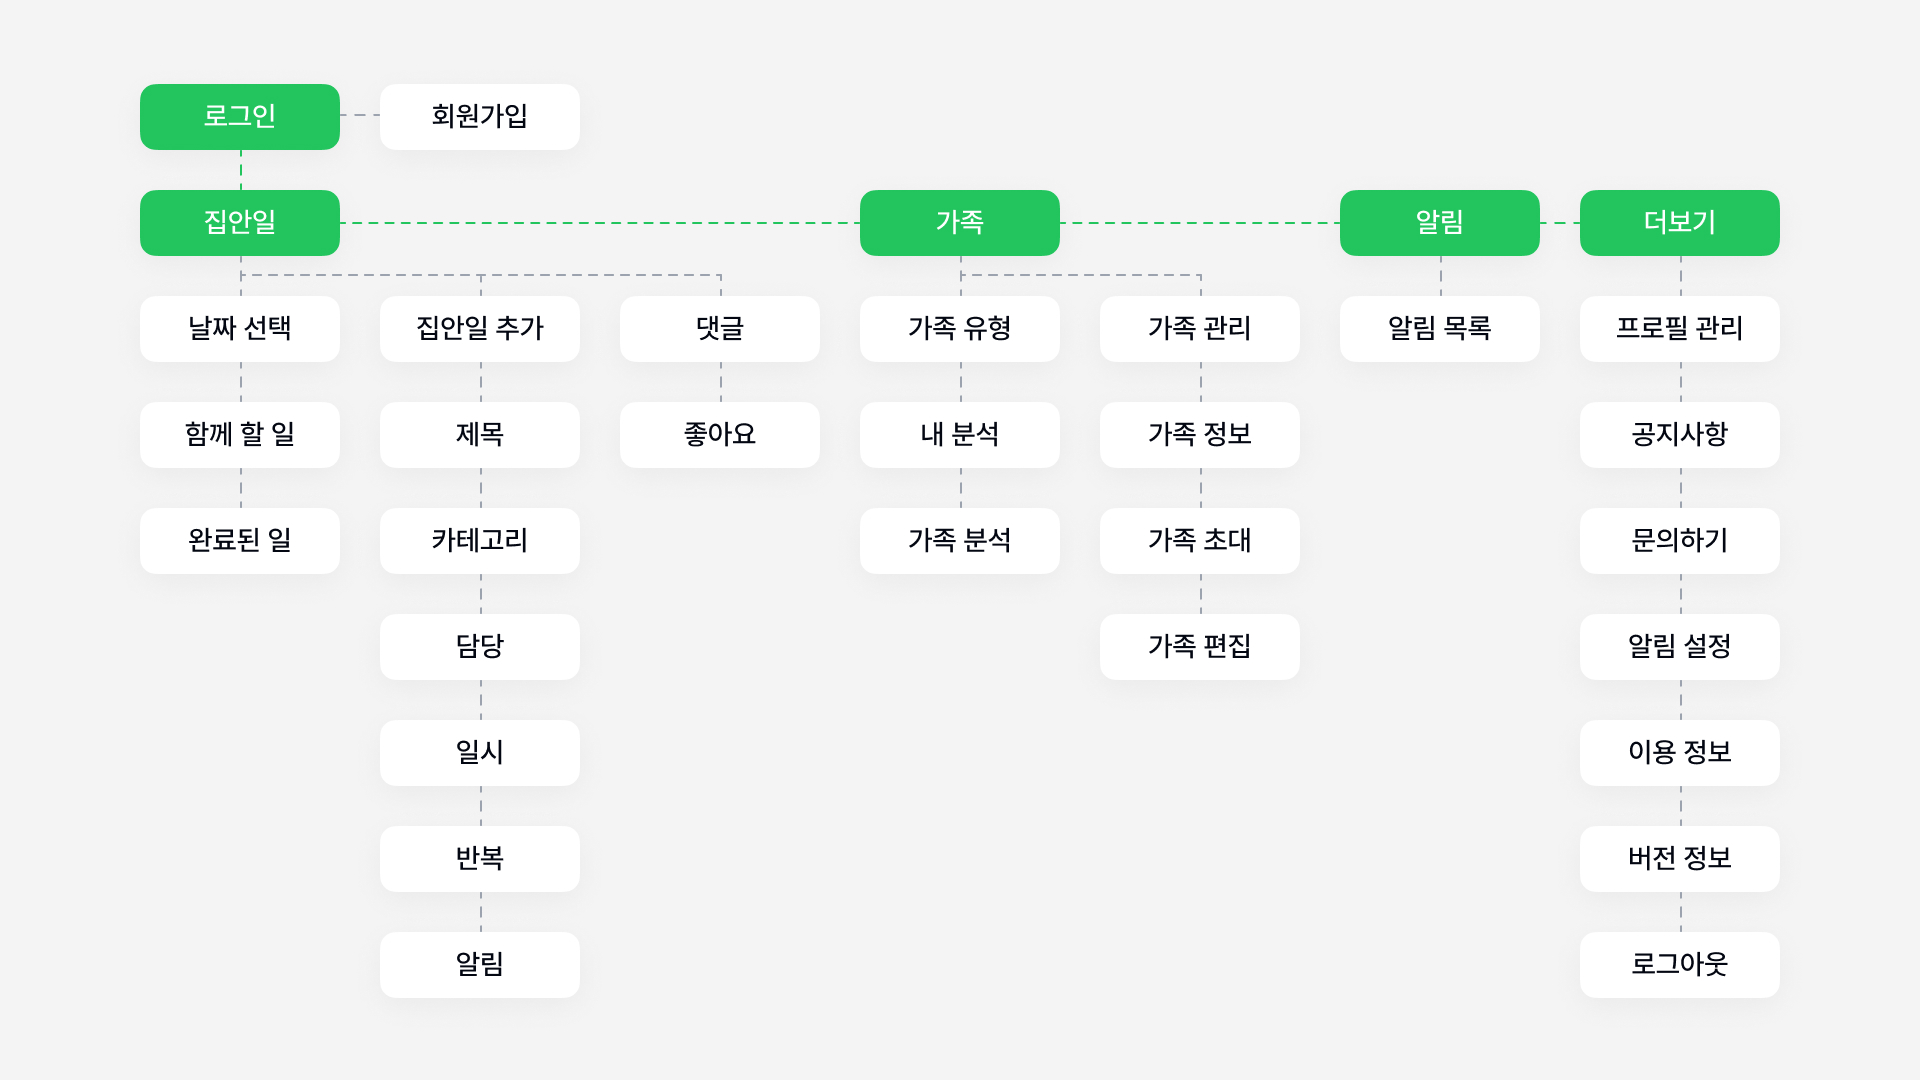 로그인
회원가입
집안일
가족
알림
더보기
날짜 선택
집안일 추가
댓글
가족 유형
가족 관리
알림 목록
프로필 관리
함께 할 일
제목
좋아요
내 분석
가족 정보
공지사항
완료된 일
카테고리
가족 분석
가족 초대
문의하기
담당
가족 편집
알림 설정
일시
이용 정보
반복
버전 정보
알림
로그아웃